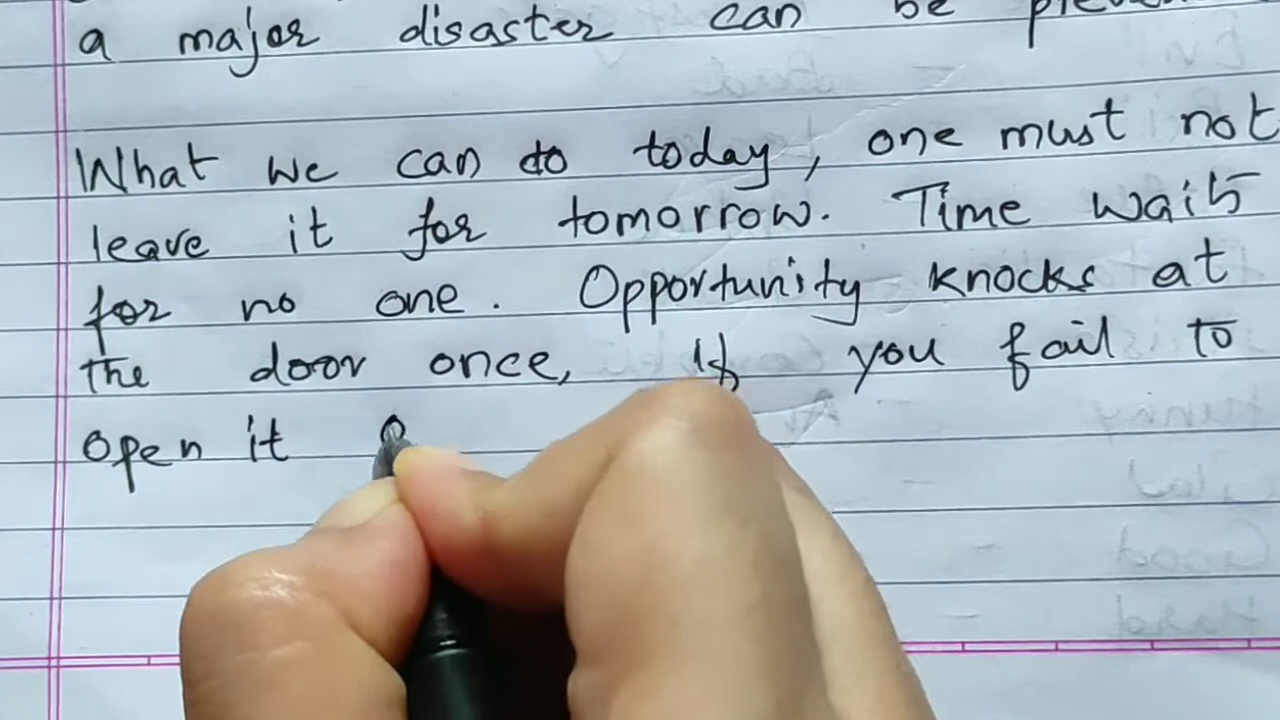 a major disaster can be
What we can do today, one must not
leave it for tomorrow. Time waits
for no one. Opportunity knocks at
the door once, if you fail to
open it